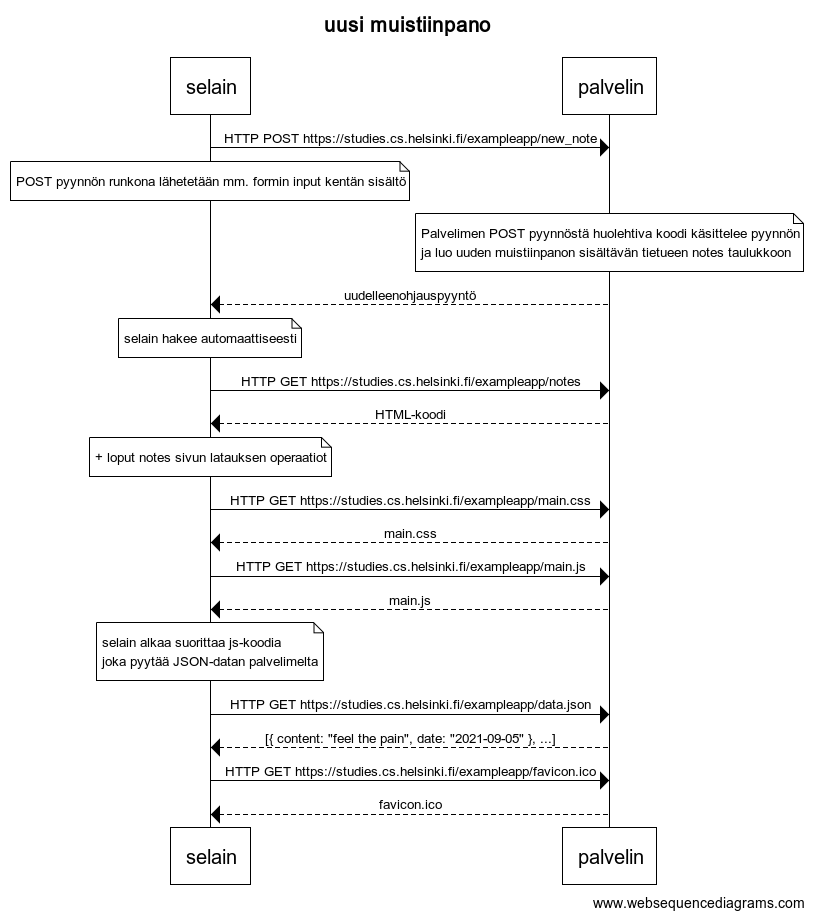 uusi muistiinpano
selain
palvelin
HTTP POST https://studies.cs.helsinki.fi/exampleapp/new_note
POST pyynnön runkona lähetetään mm. formin input kentän sisältö
Palvelimen POST pyynnöstä huolehtiva koodi käsittelee pyynnön
ja luo uuden muistiinpanon sisältävän tietueen notes taulukkoon
uudelleenohjauspyyntö
selain hakee automaattiseesti
HTTP GET https://studies.cs.helsinki.fi/exampleapp/notes
HTML-koodi
+ loput notes sivun latauksen operaatiot
HTTP GET https://studies.cs.helsinki.fi/exampleapp/main.css
main.css
HTTP GET https://studies.cs.helsinki.fi/exampleapp/main.js
main.js
selain alkaa suorittaa js-koodia
joka pyytää JSON-datan palvelimelta
HTTP GET https://studies.cs.helsinki.fi/exampleapp/data.json
[{ content: "feel the pain", date: "2021-09-05" }, ...]
HTTP GET https://studies.cs.helsinki.fi/exampleapp/favicon.ico
favicon.ico
selain
palvelin
www.websequencediagrams.com